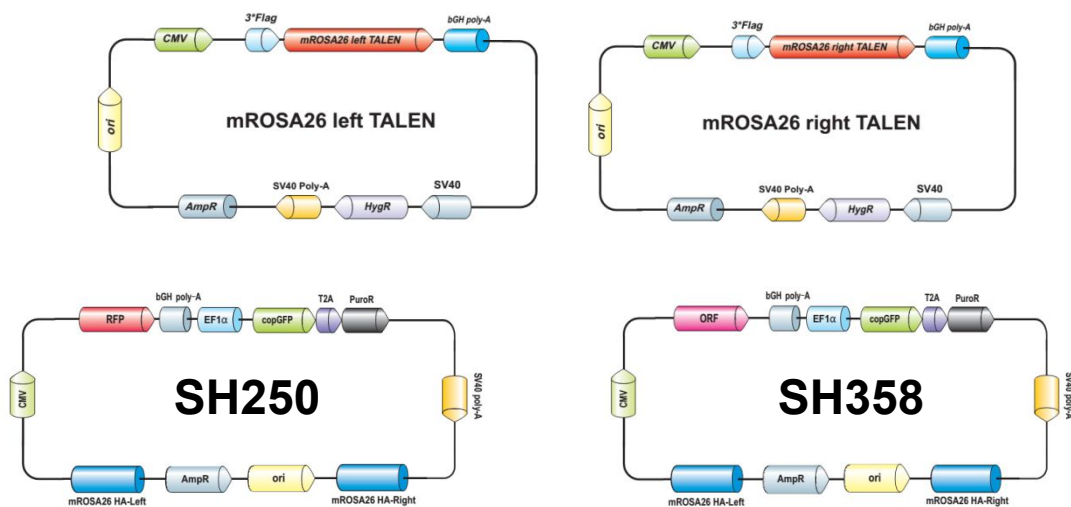 3*Flag
bGH poly-A
CMV
mROSA26 left TALEN
ori
mROSA26 left TALEN
SV40 Poly-A
SV40
AmpR
HygR
3*Flag
bGH poly-A
CMV
mROSA26 right TALEN
ori
mROSA26 right TALEN
SV40 Poly-A
SV40
AmpR
HygR
bGH poly-A
T2A
PuroR
RFP
EF1α
copGFP
CMV
SH250
SV40 poly-A
AmpR
ori
mROSA26 HA-Left
mROSA26 HA-Right
bGH poly-A
T2A
PuroR
ORF
EF1α
copGFP
CMV
SH358
SV40 poly-A
AmpR
ori
mROSA26 HA-Left
mROSA26 HA-Right